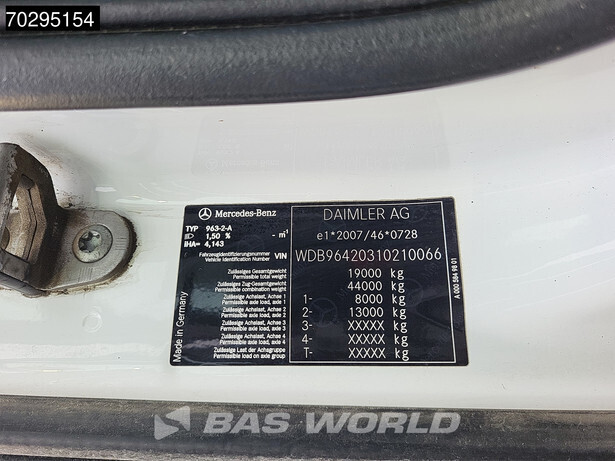 70295154
Mercedes-Benz
DAIMLER AG
TYP 963-2-A
1,50 % - m⁻¹
IHA= 4,143
e1*2007/46*0728
Fahrzeugidentifizierungsnummer
Vehicle Identification Number VIN WDB96420310210066
Zulässiges Gesamtgewicht
Permissible total weight 19000 kg
Zulässiges Zug-Gesamtgewicht
Permissible combination weight 44000 kg
Zulässige Achslast, Achse 1
Permissible axle load, axle 1 1- 8000 kg
Zulässige Achslast, Achse 2
Permissible axle load, axle 2 2- 13000 kg
Zulässige Achslast, Achse 3
Permissible axle load, axle 3 3- XXXXX kg
Zulässige Achslast, Achse 4
Permissible axle load, axle 4 4- XXXXX kg
Zulässige Last der Achsgruppe
Permissible load on axle group T- XXXXX kg
Made in Germany
A 000 584 98 01
BAS WORLD